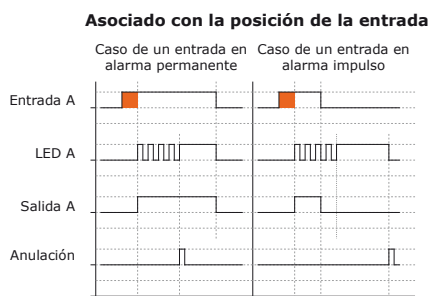 Asociado con la posición de la entrada
Caso de un entrada en
alarma permanente
Caso de un entrada en
alarma impulso
Entrada A
LED A
Salida A
Anulación